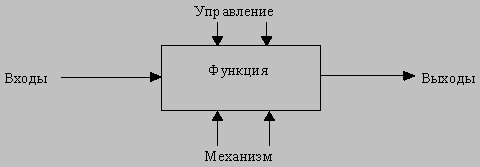 Управление
Функция
Входы
Выходы
Механизм